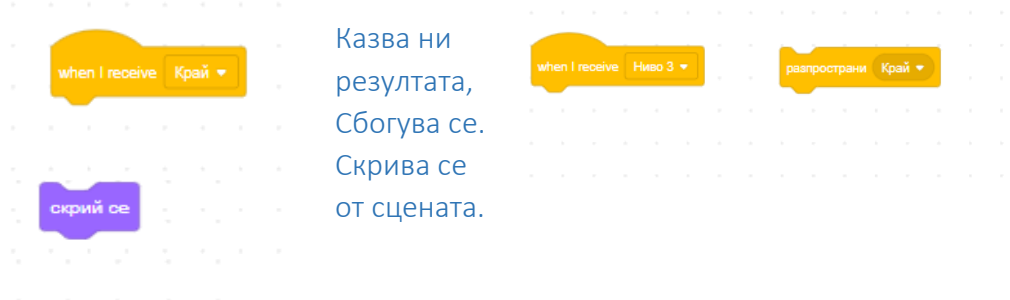 when I receive Край
скрий се
Казва ни
резултата,
Сбогува се.
Скрива се
от сцената.
when I receive Ниво 3
разпространи Край